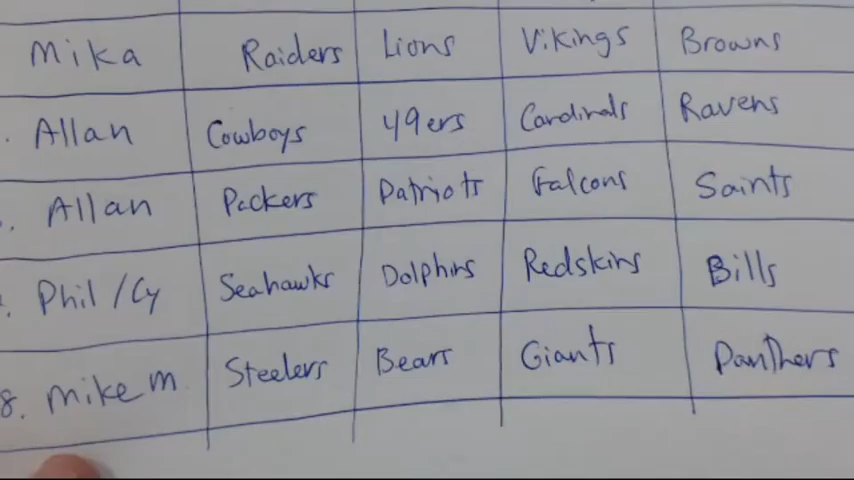 Mika Raiders Lions Vikings Browns
. Allan Cowboys 49ers Cardinals Ravens
. Allan Packers Patriots Falcons Saints
. Phil / Cy Seahawks Dolphins Redskins Bills
8. Mike M. Steelers Bears Giants Panthers